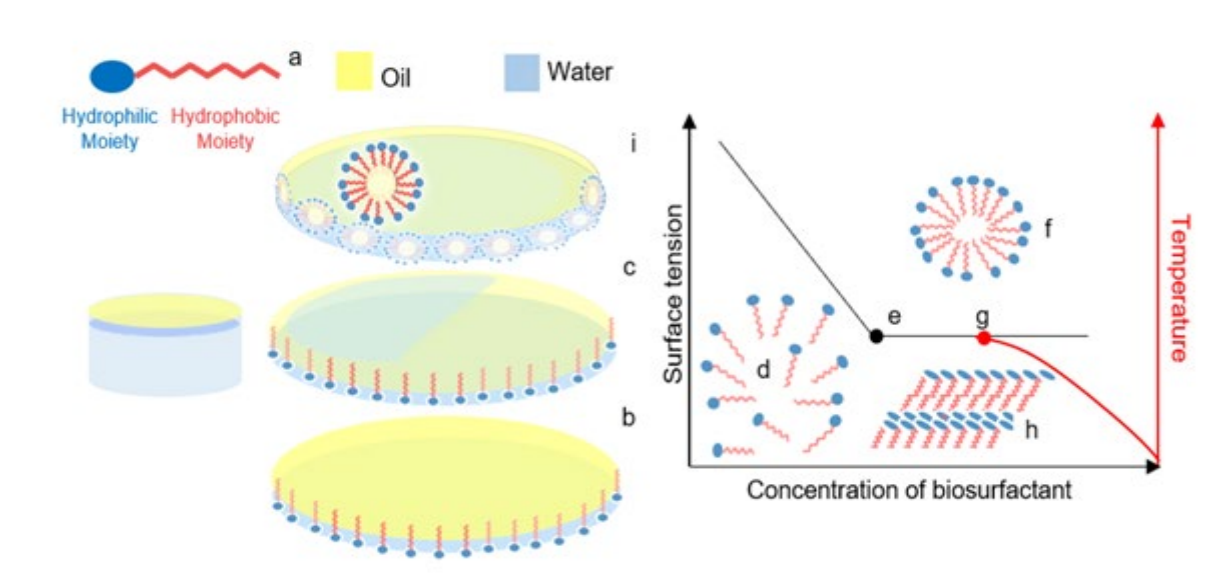 a
Oil
Water
Hydrophilic Moiety
Hydrophobic Moiety
i
c
b
Surface tension
Temperature
f
e
g
d
h
Concentration of biosurfactant